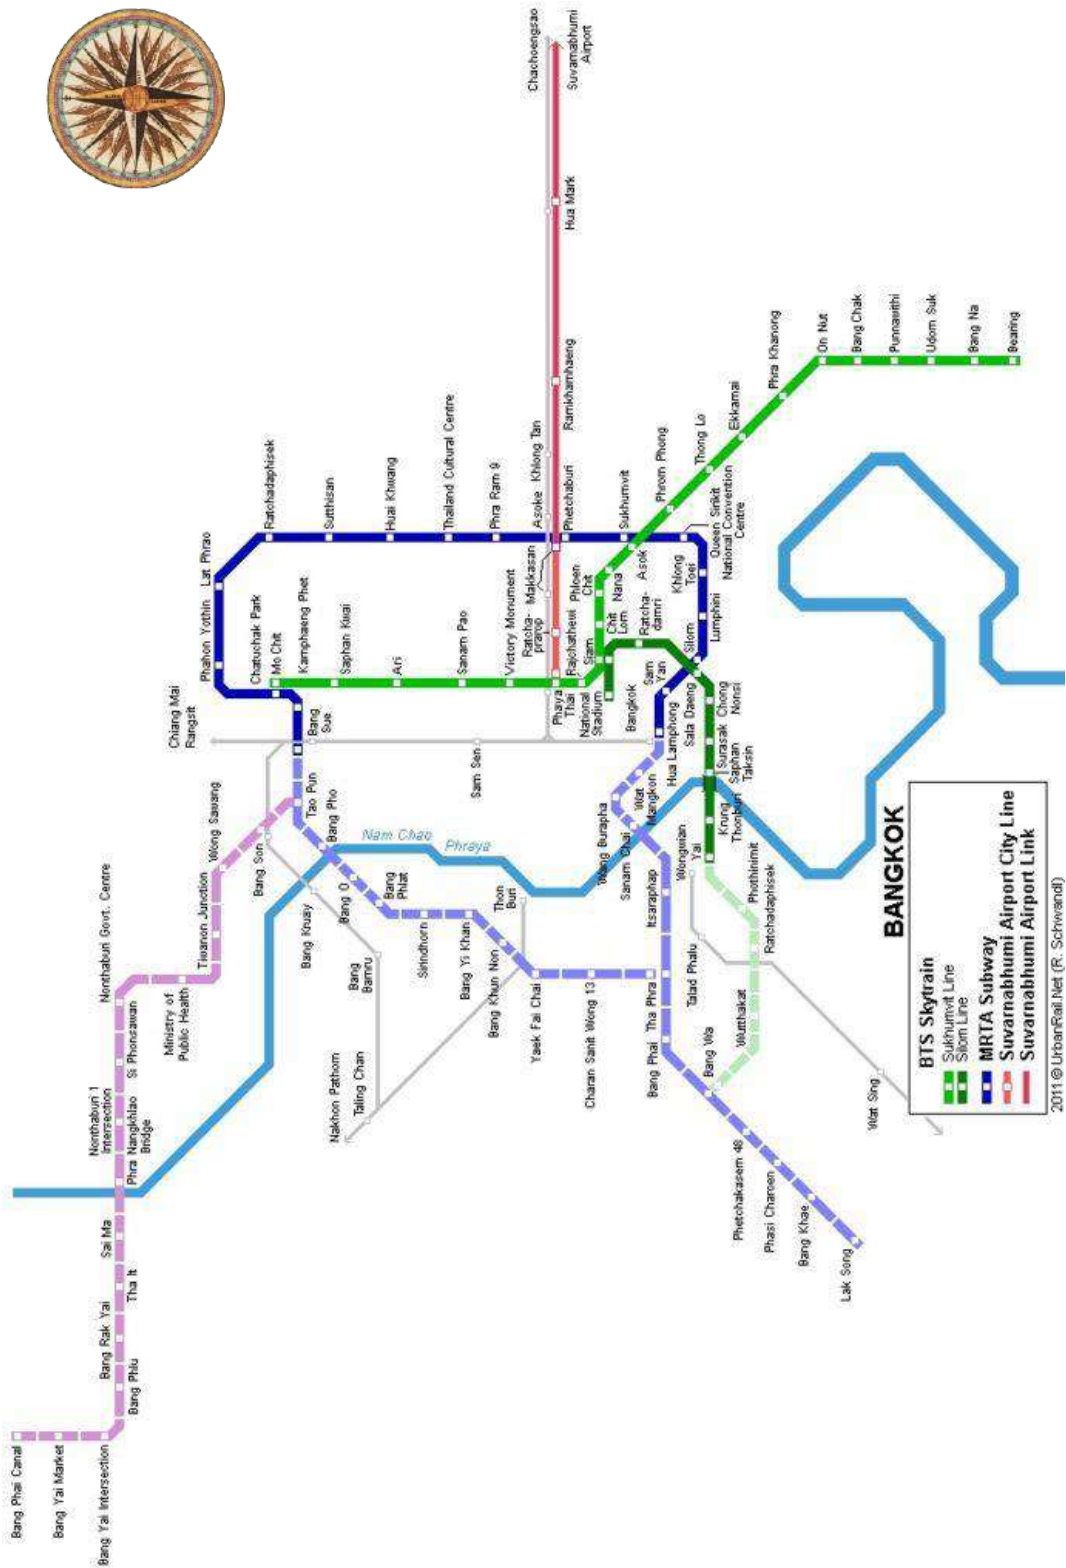 Bang Phai Canal
Bang Yai Market
Bang Yai Intersection
Bang Phlu
Bang Rak Yai
Tha It
Sai Ma
Phra Nangkhlao
Bridge
Nonthaburi 1
Intersection
Si Phonsawan
Nonthaburi Govt. Centre
Ministry of
Public Health
Tiwanon Junction
Wong Sawang
Bang Son
Tao Pun
Chiang Mai
Rangsit
Bang
Sue
Phahon Yothin
Lat Phrao
Chatuchak Park
Mo Chit
Kamphaeng Phet
Saphan Kwai
Ari
Sanam Pao
Victory Monument
Ratchadaphisek
Sutthisan
Huai Khwang
Thailand Cultural Centre
Phra Ram 9
Asoke
Khlong Tan
Phetchaburi
Makkasan
Ratcha-
prarop
Rajchathewi
Phaya
Thai
Ramkhamhaeng
Hua Mark
Chachoengsao
Suvarnabhumi
Airport
Sukhumvit
Queen Sirikit
National Convention
Centre
Khlong
Toei
Lumphini
Silom
Sam
Yan
Hua Lamphong
Bangkok
Sam Sen
National
Stadium
Siam
Chit
Lom
Phloen
Chit
Nana
Asok
Phrom Phong
Thong Lo
Ekkamai
Phra Khanong
On Nut
Bang Chak
Punnawithi
Udom Suk
Bang Na
Bearing
Ratcha-
damri
Sala Daeng
Chong
Nonsi
Surasak
Saphan
Taksin
Krung
Thonburi
Wongwian
Yai
Phothinimit
Ratchadaphisek
Wutthakat
Bang Wa
Talad Phalu
Wat Sing
Bang Pho
Nam Chao
Phraya
Bang Kruay
Bang O
Bang
Phlat
Bang
Bamru
Sirindhorn
Bang Yi Khan
Bang Khun Non
Thon
Buri
Yaek Fai Chai
Charan Sanit Wong 13
Nakhon Pathom
Taling Chan
Wat
Mangkon
Wang Burapha
Sanam Chai
Itsaraphap
Tha Phra
Bang Phai
Phetchakasem 48
Phasi Charoen
Bang Khae
Lak Song
BANGKOK
BTS Skytrain
Sukhumvit Line
Silom Line
MRTA Subway
Suvarnabhumi Airport City Line
Suvarnabhumi Airport Link
2011 © UrbanRail.Net (R. Schwandl)